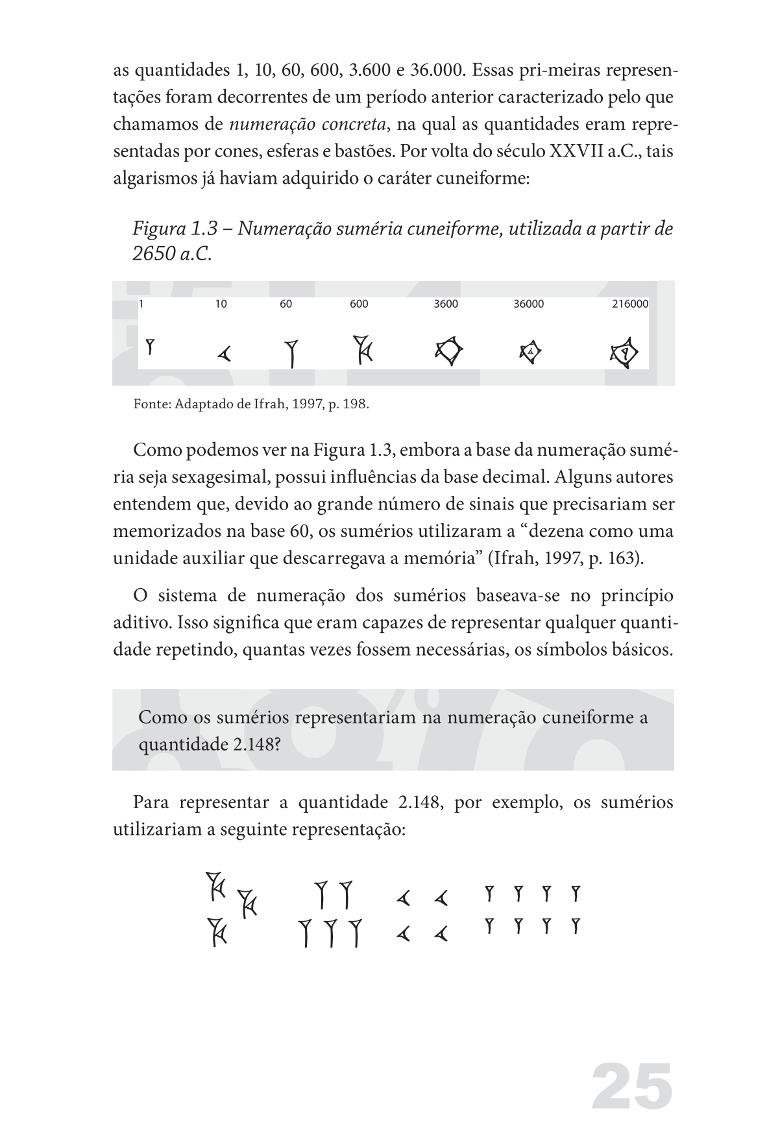 as quantidades 1, 10, 60, 600, 3.600 e 36.000. Essas pri-meiras represen-
tações foram decorrentes de um período anterior caracterizado pelo que
chamamos de numeração concreta, na qual as quantidades eram repre-
sentadas por cones, esferas e bastões. Por volta do século XXVII a.C., tais
algarismos já haviam adquirido o caráter cuneiforme:
Figura 1.3 – Numeração suméria cuneiforme, utilizada a partir de
2650 a.C.
1 10 60 600 3600 36000 216000
Fonte: Adaptado de Ifrah, 1997, p. 198.
Como podemos ver na Figura 1.3, embora a base da numeração sumé-
ria seja sexagesimal, possui influências da base decimal. Alguns autores
entendem que, devido ao grande número de sinais que precisariam ser
memorizados na base 60, os sumérios utilizaram a “dezena como uma
unidade auxiliar que descarregava a memória” (Ifrah, 1997, p. 163).
O sistema de numeração dos sumérios baseava-se no princípio
aditivo. Isso significa que eram capazes de representar qualquer quanti-
dade repetindo, quantas vezes fossem necessárias, os símbolos básicos.
Como os sumérios representariam na numeração cuneiforme a
quantidade 2.148?
Para representar a quantidade 2.148, por exemplo, os sumérios
utilizariam a seguinte representação:
25